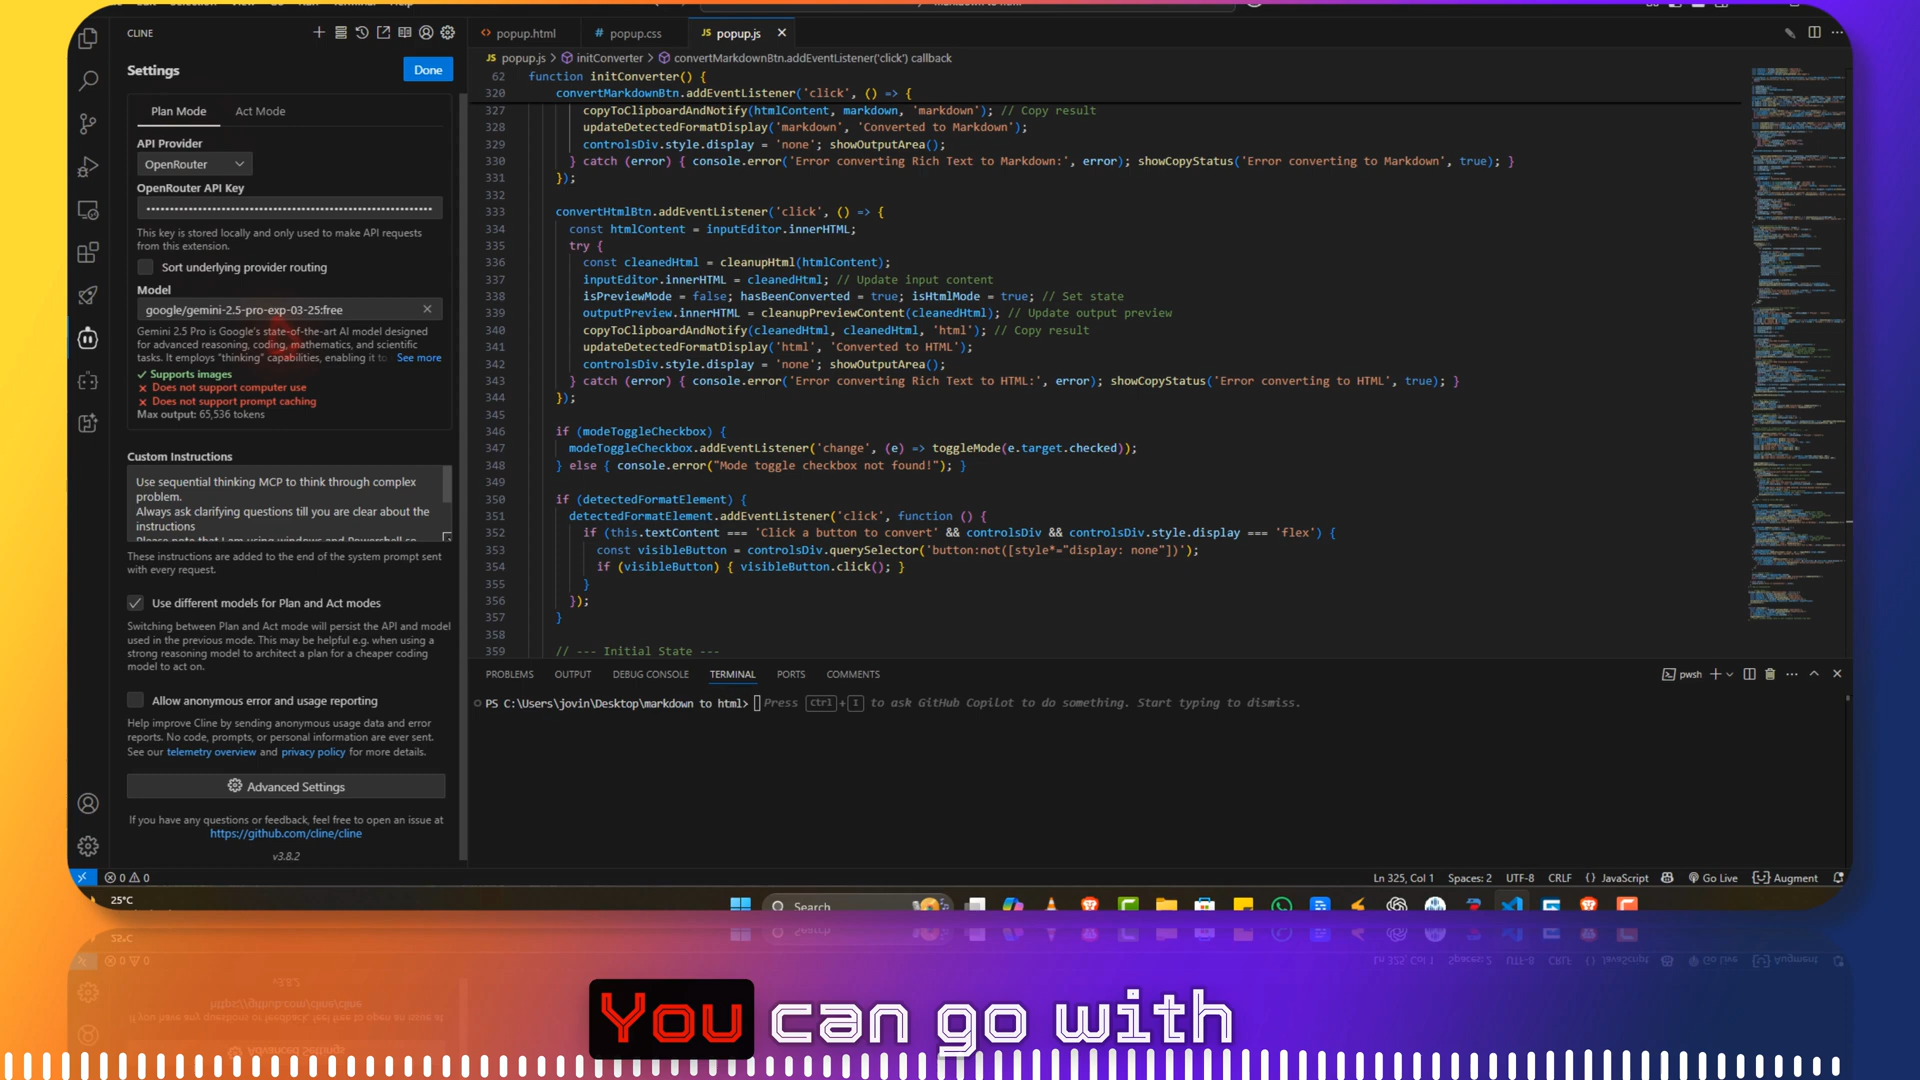 CLINE
Settings
Done
Plan Mode
Act Mode
API Provider
OpenRouter
OpenRouter API Key
This key is stored locally and only used to make API requests
from this extension.
Sort underlying provider routing
Model
google/gemini-2.5-pro-exp-03-25:free
Gemini 2.5 Pro is Google's state-of-the-art AI model designed
for advanced reasoning, coding, mathematics, and scientific
tasks. It employs "thinking" capabilities, enabling it to See more
Supports images
Does not support computer use
Does not support prompt caching
Max output: 65,536 tokens
Custom Instructions
Use sequential thinking MCP to think through complex
problem.
Always ask clarifying questions till you are clear about the
instructions
Please note that I am using windows and Powershell so
These instructions are added to the end of the system prompt sent
with every request.
Use different models for Plan and Act modes
Switching between Plan and Act mode will persist the API and model
used in the previous mode. This may be helpful e.g. when using a
strong reasoning model to architect a plan for a cheaper coding
model to act on.
Allow anonymous error and usage reporting
Help improve Cline by sending anonymous usage data and error
reports. No code, prompts, or personal information are ever sent.
See our telemetry overview and privacy policy for more details.
Advanced Settings
If you have any questions or feedback, feel free to open an issue at
https://github.com/cline/cline
v3.8.2
popup.html
popup.css
JS popup.js
JS popup.js > initConverter > convertMarkdownBtn.addEventListener('click') callback
62 function initConverter() {
320 convertMarkdownBtn.addEventListener('click', () => {
327 copyToClipboardAndNotify(htmlContent, markdown, 'markdown'); // Copy result
328 updateDetectedFormatDisplay('markdown', 'Converted to Markdown');
329 controlsDiv.style.display = 'none'; showOutputArea();
330 } catch (error) { console.error('Error converting Rich Text to Markdown:', error); showCopyStatus('Error converting to Markdown', true); }
331 });
332
333 convertHtmlBtn.addEventListener('click', () => {
334 const htmlContent = inputEditor.innerHTML;
335 try {
336 const cleanedHtml = cleanupHtml(htmlContent);
337 inputEditor.innerHTML = cleanedHtml; // Update input content
338 isPreviewMode = false; hasBeenConverted = true; isHtmlMode = true; // Set state
339 outputPreview.innerHTML = cleanupPreviewContent(cleanedHtml); // Update output preview
340 copyToClipboardAndNotify(cleanedHtml, cleanedHtml, 'html'); // Copy result
341 updateDetectedFormatDisplay('html', 'Converted to HTML');
342 controlsDiv.style.display = 'none'; showOutputArea();
343 } catch (error) { console.error('Error converting Rich Text to HTML:', error); showCopyStatus('Error converting to HTML', true); }
344 });
345
346 if (modeToggleCheckbox) {
347 modeToggleCheckbox.addEventListener('change', (e) => toggleMode(e.target.checked));
348 } else { console.error("Mode toggle checkbox not found!"); }
349
350 if (detectedFormatElement) {
351 detectedFormatElement.addEventListener('click', function () {
352 if (this.textContent === 'Click a button to convert' && controlsDiv && controlsDiv.style.display === 'flex') {
353 const visibleButton = controlsDiv.querySelector('button:not([style*="display: none"])');
354 if (visibleButton) { visibleButton.click(); }
355 }
356 });
357 }
358
359 // --- Initial State ---
PROBLEMS OUTPUT DEBUG CONSOLE TERMINAL PORTS COMMENTS
pwsh
PS C:\Users\jovin\Desktop\markdown to html> Press Ctrl + I to ask GitHub Copilot to do something. Start typing to dismiss.
0 0
Ln 325, Col 1 Spaces: 2 UTF-8 CRLF {} JavaScript Go Live Augment
25°C
Search
You can go with